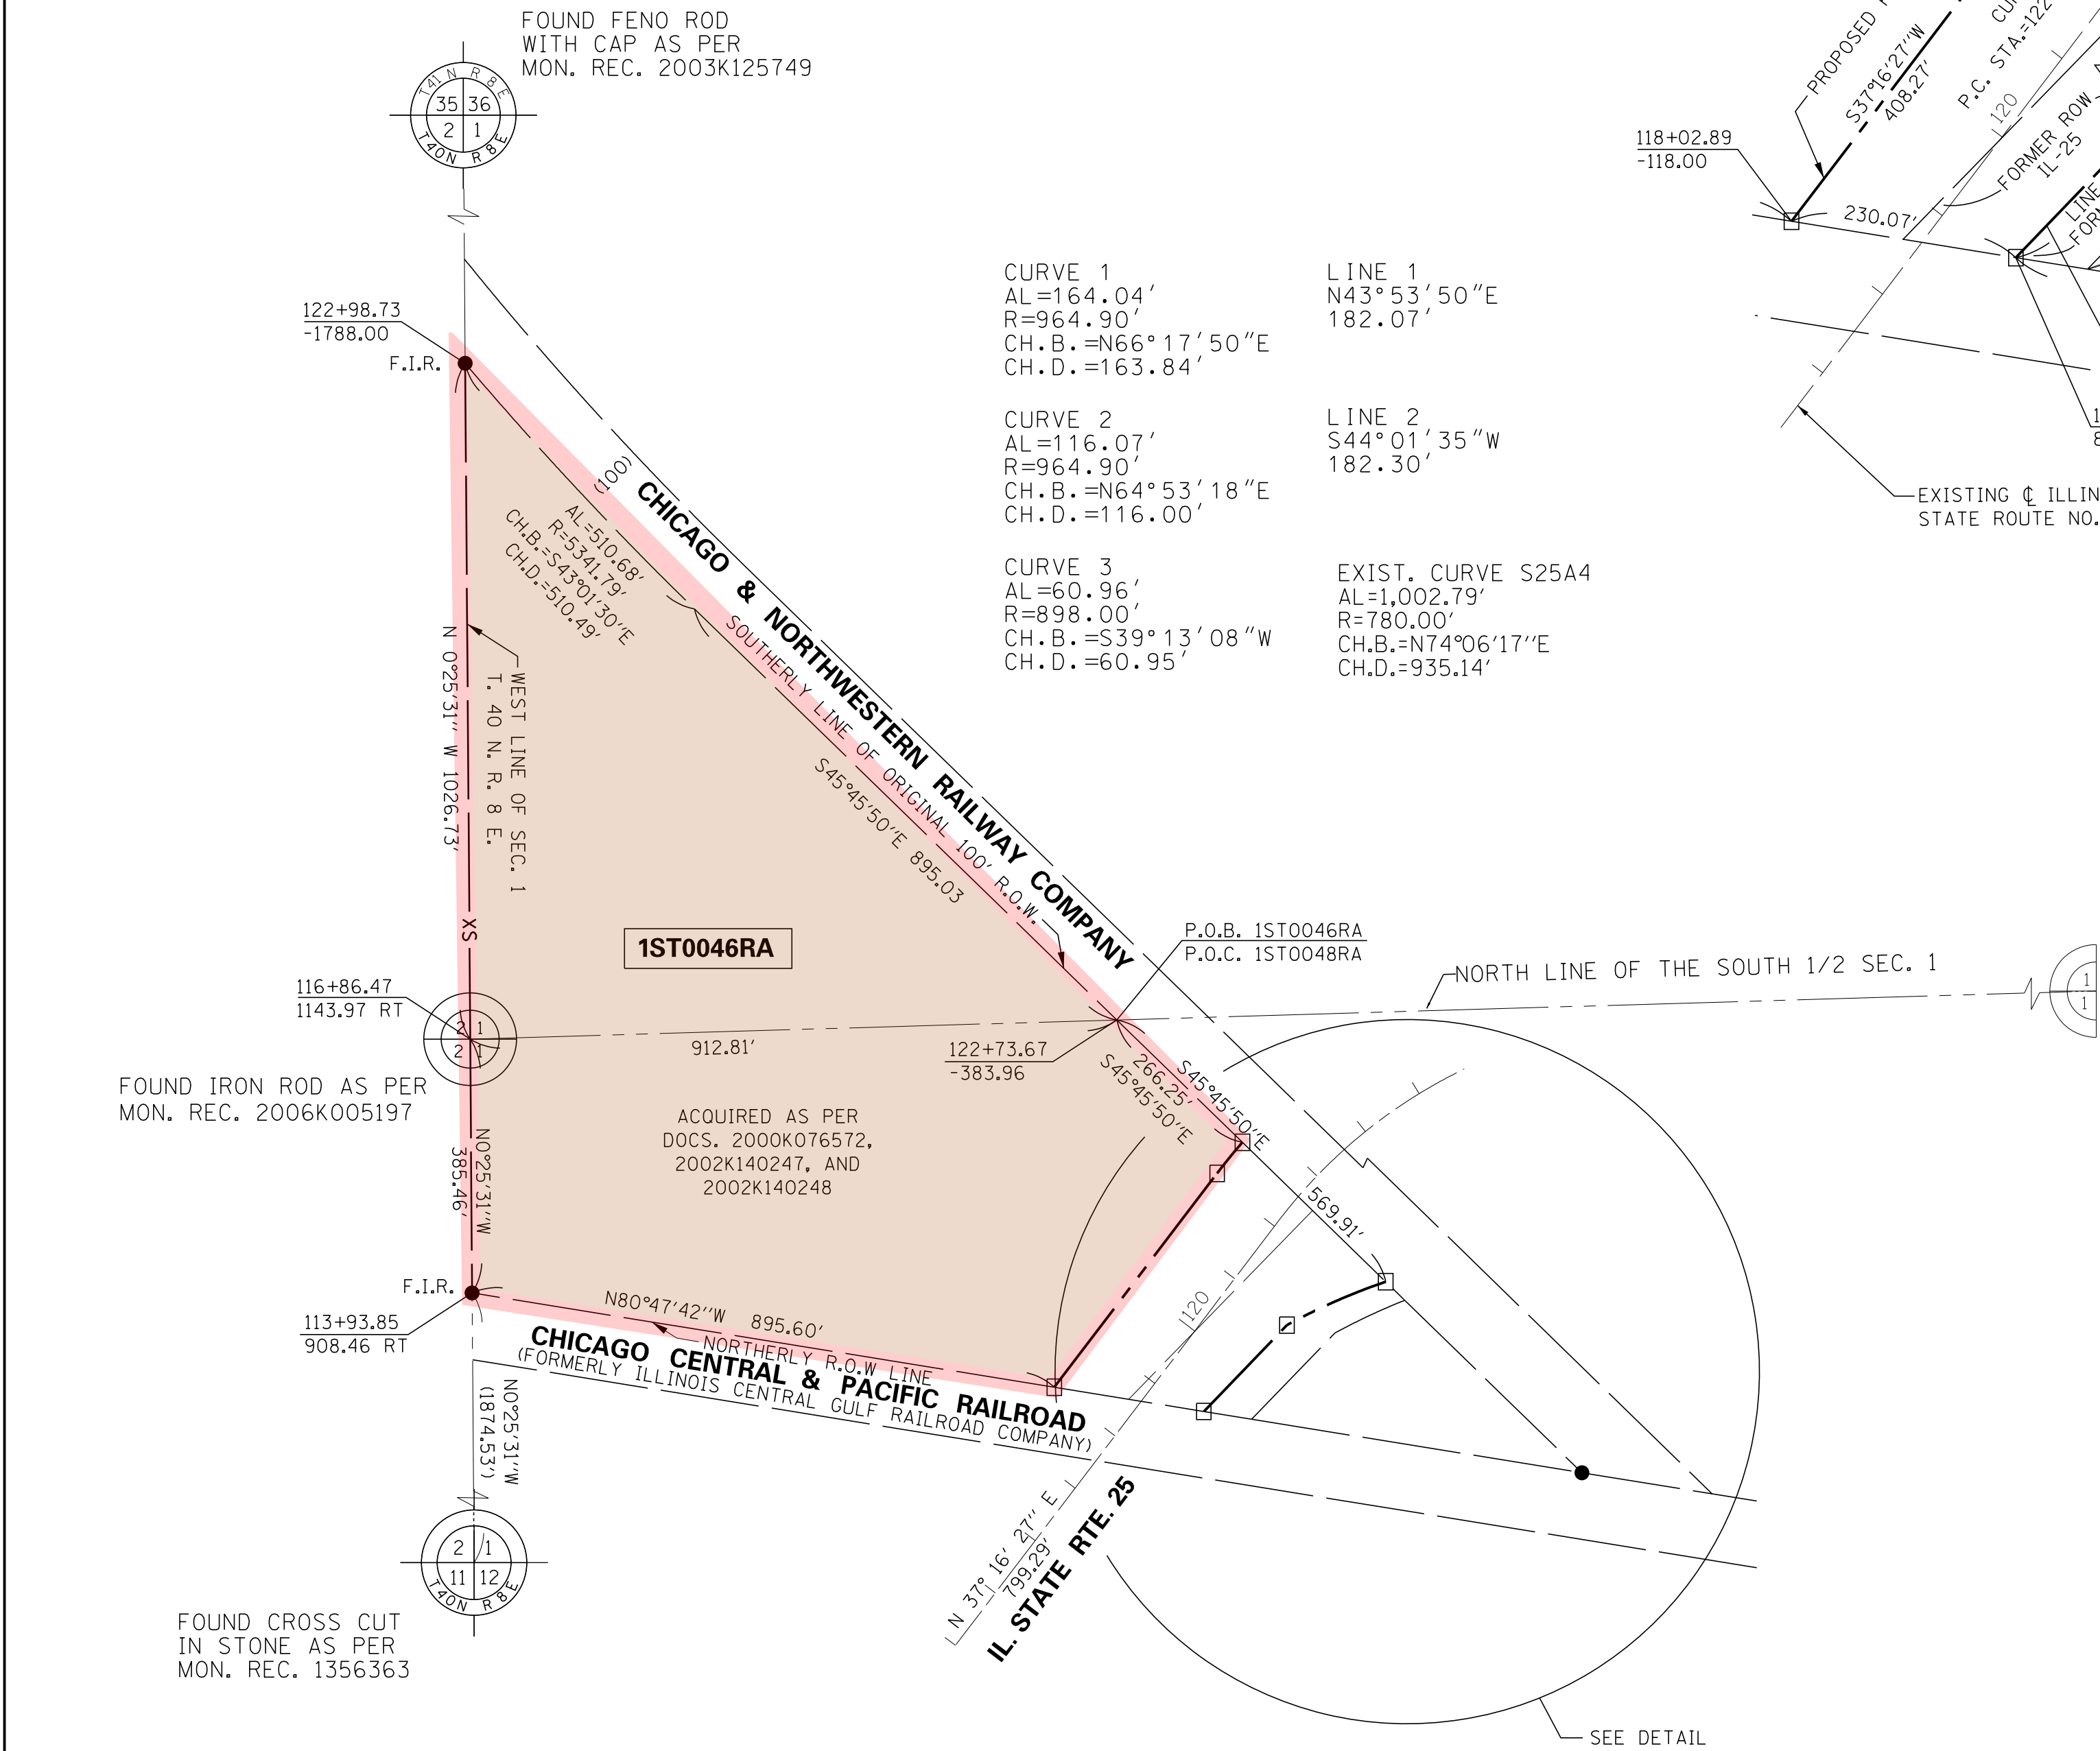 FOUND FENO ROD
WITH CAP AS PER
MON. REC. 2003K125749
T41 N R 8 E
35 36
2 1
T40N R 8 E
122+98.73
-1788.00
F.I.R.
CURVE 1
AL=164.04'
R=964.90'
CH.B.=N66°17'50"E
CH.D.=163.84'
LINE 1
N43°53'50"E
182.07'
CURVE 2
AL=116.07'
R=964.90'
CH.B.=N64°53'18"E
CH.D.=116.00'
LINE 2
S44°01'35"W
182.30'
CURVE 3
AL=60.96'
R=898.00'
CH.B.=S39°13'08"W
CH.D.=60.95'
EXIST. CURVE S25A4
AL=1,002.79'
R=780.00'
CH.B.=N74°06'17"E
CH.D.=935.14'
PROPOSED
S37°16'27"W
408.27'
P.C. STA.=122
120
FORMER ROW
IL-25
LINE
118+02.89
-118.00
230.07'
EXISTING ℄ ILLIN
STATE ROUTE NO.
(100')
CHICAGO & NORTHWESTERN RAILWAY COMPANY
AL=510.68'
R=5341.79'
CH.B.=S43°01'30"E
CH.D.=510.49'
SOUTHERLY LINE OF ORIGINAL 100' R.O.W.
S45°45'50"E 895.03
N 0°25'31" W 1026.73'
WEST LINE OF SEC. 1
T. 40 N. R. 8 E.
XS
1ST0046RA
P.O.B. 1ST0046RA
P.O.C. 1ST0048RA
NORTH LINE OF THE SOUTH 1/2 SEC. 1
1
1
116+86.47
1143.97 RT
2 1
2 1
912.81'
122+73.67
-383.96
266.25'
S45°45'50"E
S45°45'50"E
FOUND IRON ROD AS PER
MON. REC. 2006K005197
ACQUIRED AS PER
DOCS. 2000K076572,
2002K140247, AND
2002K140248
N0°25'31"W
385.46'
569.91'
F.I.R.
113+93.85
908.46 RT
N80°47'42"W 895.60'
NORTHERLY R.O.W LINE
CHICAGO CENTRAL & PACIFIC RAILROAD
(FORMERLY ILLINOIS CENTRAL GULF RAILROAD COMPANY)
120
N0°25'31"W
(1874.53')
N 37° 16' 27" E
799.29'
IL. STATE RTE. 25
2 1
11 12
T40N R 8 E
FOUND CROSS CUT
IN STONE AS PER
MON. REC. 1356363
SEE DETAIL